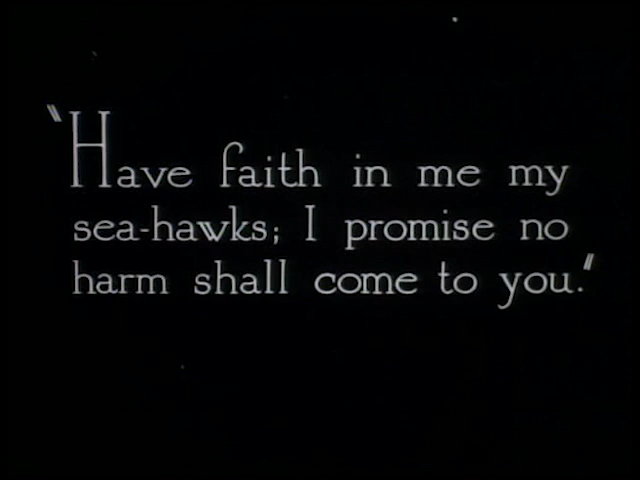 "Have faith in me my
sea-hawks; I promise no
harm shall come to you."